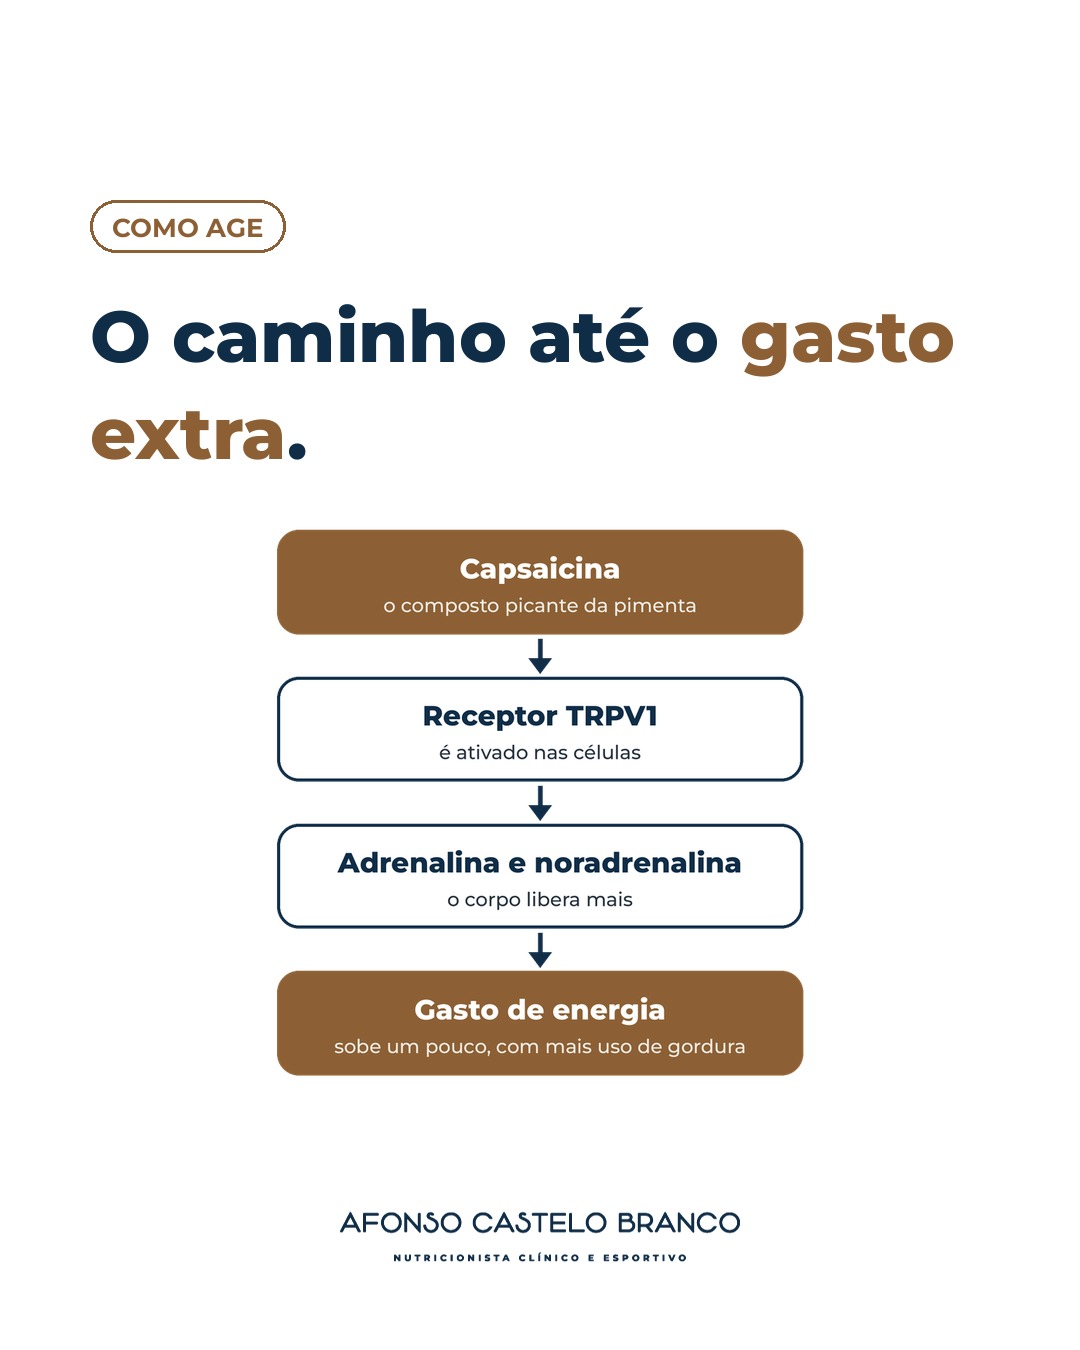 COMO AGE
O caminho até o gasto
extra.
Capsaicina
o composto picante da pimenta
Receptor TRPV1
é ativado nas células
Adrenalina e noradrenalina
o corpo libera mais
Gasto de energia
sobe um pouco, com mais uso de gordura
AFONSO CASTELO BRANCO
NUTRICIONISTA CLÍNICO E ESPORTIVO